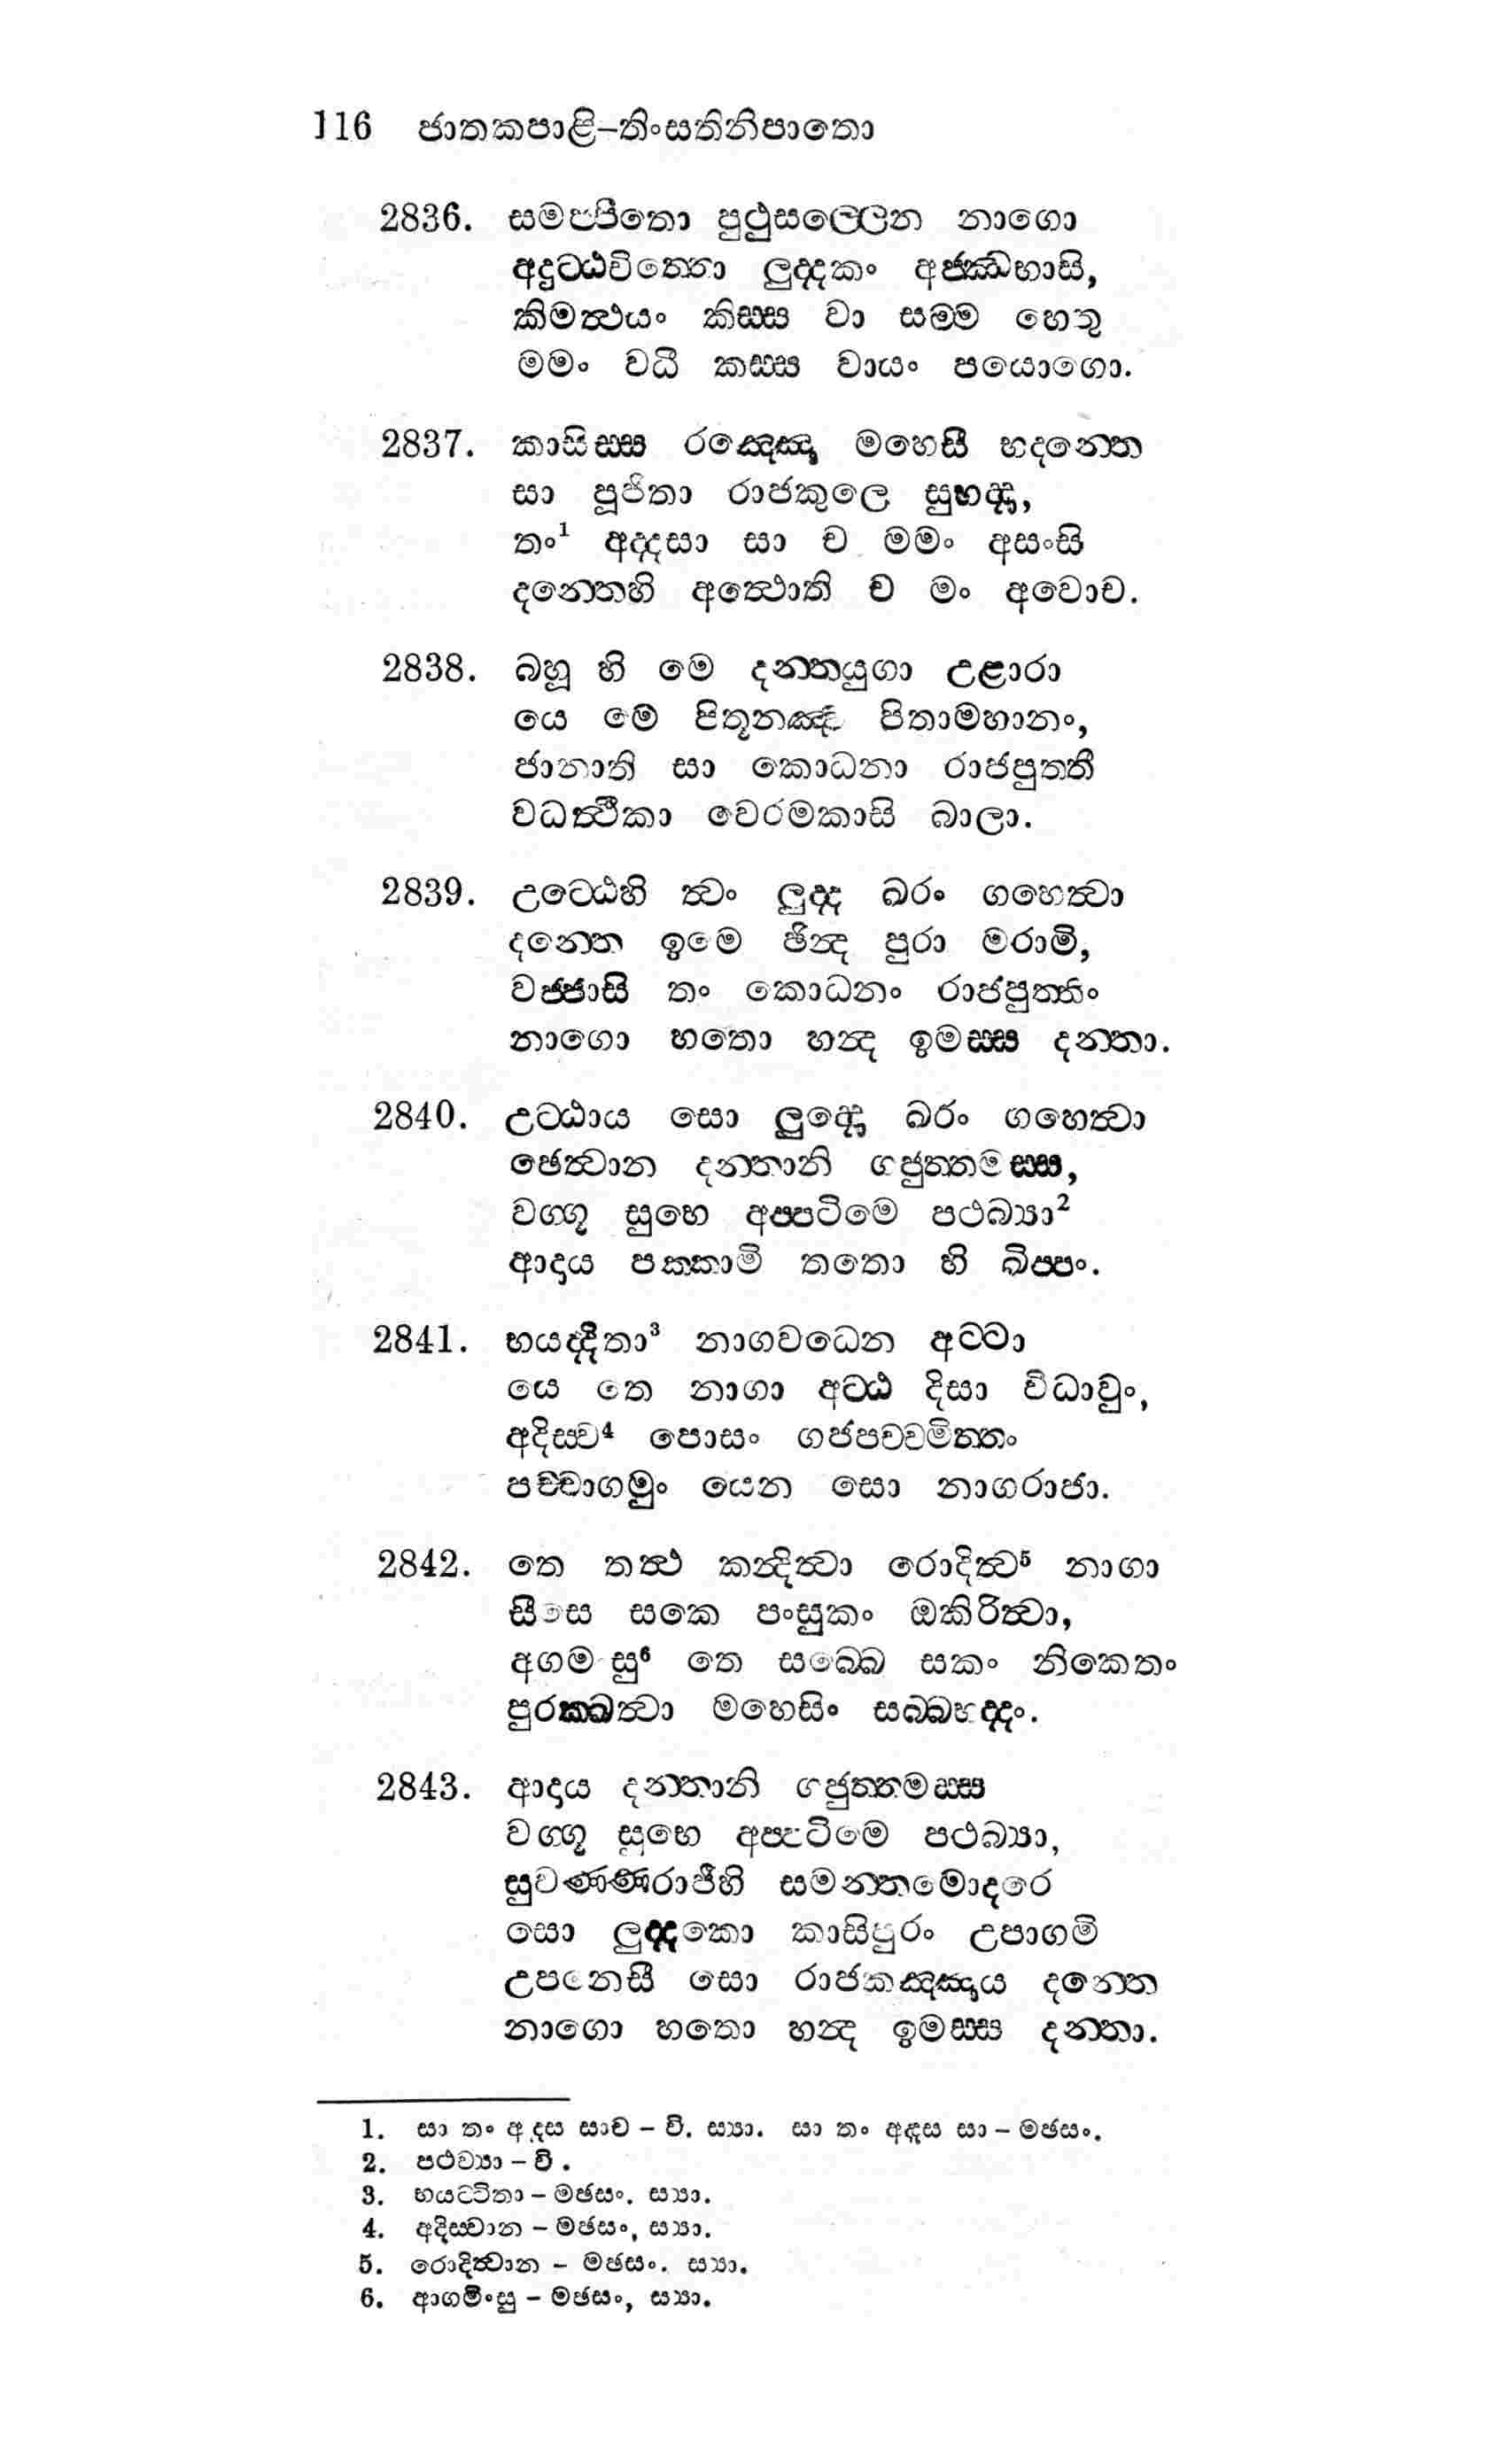 116 ජාතකපාළි–තිංසතිනිපාතො
2836. සමප්පිතො පුථුසල්ලෙන නාගො
අදුට්ඨචිත්තො ලුද්දකං අජ්ඣභාසි,
කිමත්ථයං කිස්ස වා සම්ම හෙතු
මමං වධී කස්ස වායං පයොගො.
2837. කාසිස්ස රඤ්ඤො මහෙසී භදන්තෙ
සා පූජිතා රාජකුලෙ සුභද්දා,
තං¹ අද්දසා සා ච මමං අසංසි
දන්තෙහි අත්ථොති ච මං අවොච.
2838. බහූ හි මෙ දන්තයුගා උළාරා
යෙ මෙ පිතූනඤ්ච පිතාමහානං,
ජානාති සා කොධනා රාජපුත්තී
වධත්ථිකා වෙරමකාසි බාලා.
2839. උට්ඨෙහි ත්වං ලුද්ද ඛරං ගහෙත්වා
දන්තෙ ඉමෙ ඡින්ද පුරා මරාමි,
වජ්ජාසි තං කොධනං රාජපුත්තිං
නාගො හතො හන්ද ඉමස්ස දන්තා.
2840. උට්ඨාය සො ලුද්දො ඛරං ගහෙත්වා
ඡෙත්වාන දන්තානි ගජුත්තමස්ස,
වග්ගූ සුභෙ අප්පටිමෙ පථබ්‍යා²
ආදාය පක්කාමි තතො හි ඛිප්පං.
2841. භයද්දිතා³ නාගවධෙන අට්ටා
යෙ තෙ නාගා අට්ඨ දිසා විධාවුං,
අදිස්ව⁴ පොසං ගජපච්චමිත්තං
පච්චාගමුං යෙන සො නාගරාජා.
2842. තෙ තත්ථ කන්දිත්වා රොදිත්ව⁵ නාගා
සීසෙ සකෙ පංසුකං ඔකිරිත්වා,
අගමංසු⁶ තෙ සබ්බෙ සකං නිකෙතං
පුරක්ඛත්වා මහෙසිං සබ්බභද්දං.
2843. ආදාය දන්තානි ගජුත්තමස්ස
වග්ගූ සුභෙ අප්පටිමෙ පථබ්‍යා,
සුවණ්ණරාජීහි සමන්තමොදරෙ
සො ලුද්දකො කාසිපුරං උපාගමි
උපනෙසී සො රාජකඤ්ඤාය දන්තෙ
නාගො හතො හන්ද ඉමස්ස දන්තා.
1. සා තං අද්දස සාච – වි. ස්‍යා. සා තං අද්දස සා – මඡසං.
2. පථව්‍යා – වි.
3. භයට්ටිතා – මඡසං. ස්‍යා.
4. අදිස්වාන – මඡසං, ස්‍යා.
5. රොදිත්වාන – මඡසං. ස්‍යා.
6. ආගමිංසු – මඡසං, ස්‍යා.